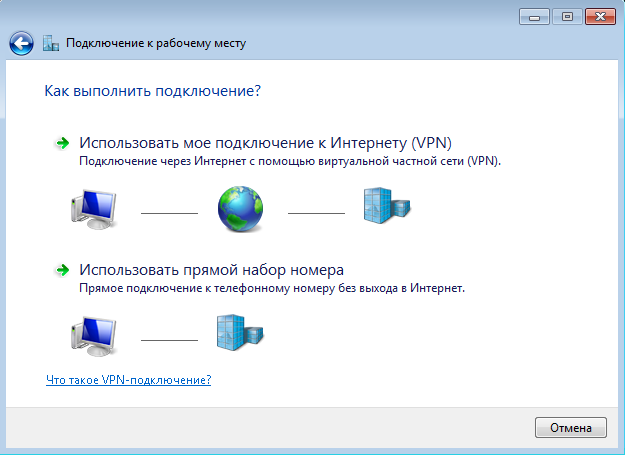 Подключение к рабочему месту
Как выполнить подключение?
Использовать мое подключение к Интернету (VPN)
Подключение через Интернет с помощью виртуальной частной сети (VPN).
Использовать прямой набор номера
Прямое подключение к телефонному номеру без выхода в Интернет.
Что такое VPN-подключение?
Отмена